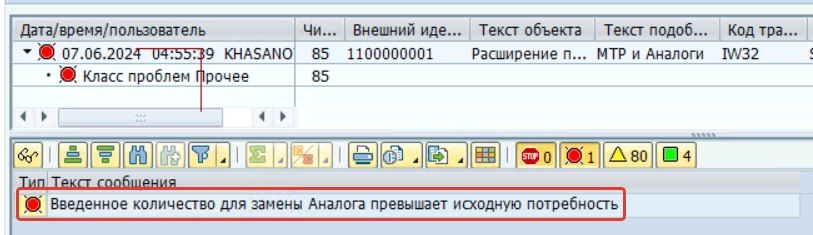 Дата/время/пользователь Чи... Внешний иде... Текст объекта Текст подоб... Код тра...
07.06.2024 04:55:39 KHASANO 85 1100000001 Расширение п... МТР и Аналоги IW32
Класс проблем Прочее 85
STOP 0 1 80 4
Тип Текст сообщения
Введенное количество для замены Аналога превышает исходную потребность